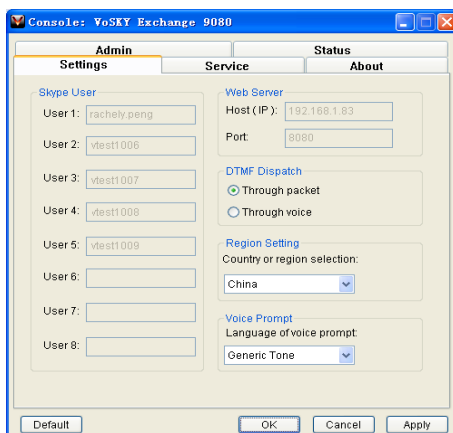 Console: VoSKY Exchange 9080
Admin
Status
Settings
Service
About
Skype User
User 1: rachely.peng
User 2: vtest1006
User 3: vtest1007
User 4: vtest1008
User 5: vtest1009
User 6:
User 7:
User 8:
Web Server
Host ( IP ): 192.168.1.83
Port: 8080
DTMF Dispatch
Through packet
Through voice
Region Setting
Country or region selection:
China
Voice Prompt
Language of voice prompt:
Generic Tone
Default
OK
Cancel
Apply